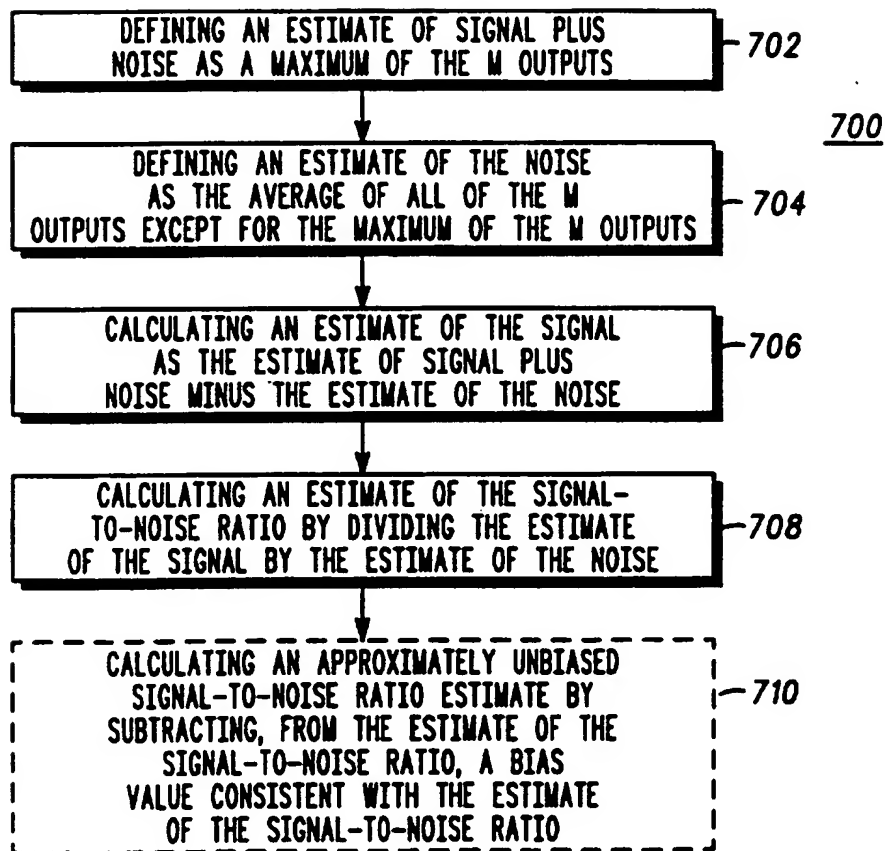 DEFINING AN ESTIMATE OF SIGNAL PLUS
NOISE AS A MAXIMUM OF THE M OUTPUTS
702
700
DEFINING AN ESTIMATE OF THE NOISE
AS THE AVERAGE OF ALL OF THE M
OUTPUTS EXCEPT FOR THE MAXIMUM OF THE M OUTPUTS
704
CALCULATING AN ESTIMATE OF THE SIGNAL
AS THE ESTIMATE OF SIGNAL PLUS
NOISE MINUS THE ESTIMATE OF THE NOISE
706
CALCULATING AN ESTIMATE OF THE SIGNAL-
TO-NOISE RATIO BY DIVIDING THE ESTIMATE
OF THE SIGNAL BY THE ESTIMATE OF THE NOISE
708
CALCULATING AN APPROXIMATELY UNBIASED
SIGNAL-TO-NOISE RATIO ESTIMATE BY
SUBTRACTING, FROM THE ESTIMATE OF THE
SIGNAL-TO-NOISE RATIO, A BIAS
VALUE CONSISTENT WITH THE ESTIMATE
OF THE SIGNAL-TO-NOISE RATIO
710